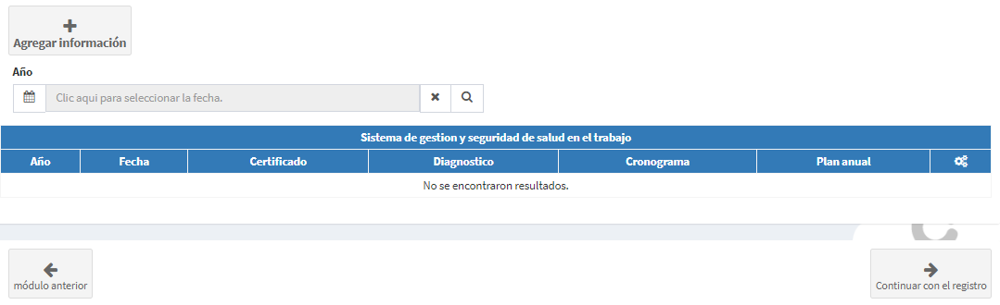 Agregar información
Año
Clic aqui para seleccionar la fecha.
Sistema de gestion y seguridad de salud en el trabajo
Año Fecha Certificado Diagnostico Cronograma Plan anual
No se encontraron resultados.
módulo anterior Continuar con el registro